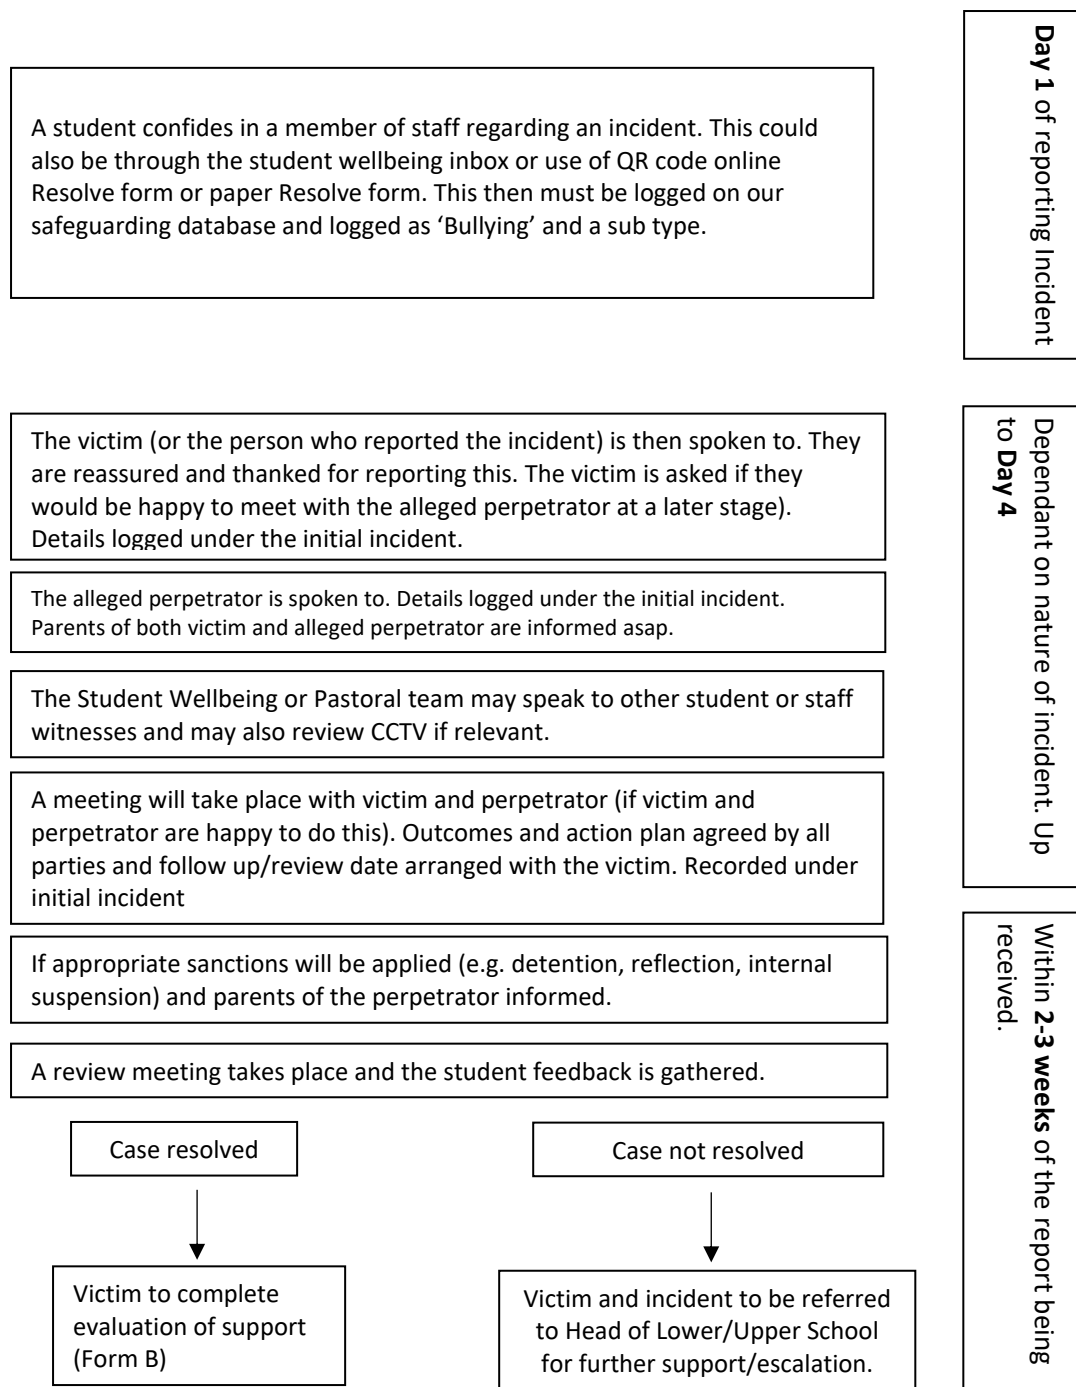 Day 1 of reporting Incident
A student confides in a member of staff regarding an incident. This could
also be through the student wellbeing inbox or use of QR code online
Resolve form or paper Resolve form. This then must be logged on our
safeguarding database and logged as ‘Bullying’ and a sub type.
Dependant on nature of incident. Up
to Day 4
The victim (or the person who reported the incident) is then spoken to. They
are reassured and thanked for reporting this. The victim is asked if they
would be happy to meet with the alleged perpetrator at a later stage).
Details logged under the initial incident.
The alleged perpetrator is spoken to. Details logged under the initial incident.
Parents of both victim and alleged perpetrator are informed asap.
The Student Wellbeing or Pastoral team may speak to other student or staff
witnesses and may also review CCTV if relevant.
A meeting will take place with victim and perpetrator (if victim and
perpetrator are happy to do this). Outcomes and action plan agreed by all
parties and follow up/review date arranged with the victim. Recorded under
initial incident
Within 2-3 weeks of the report being
received.
If appropriate sanctions will be applied (e.g. detention, reflection, internal
suspension) and parents of the perpetrator informed.
A review meeting takes place and the student feedback is gathered.
Case resolved
Case not resolved
Victim to complete
evaluation of support
(Form B)
Victim and incident to be referred
to Head of Lower/Upper School
for further support/escalation.